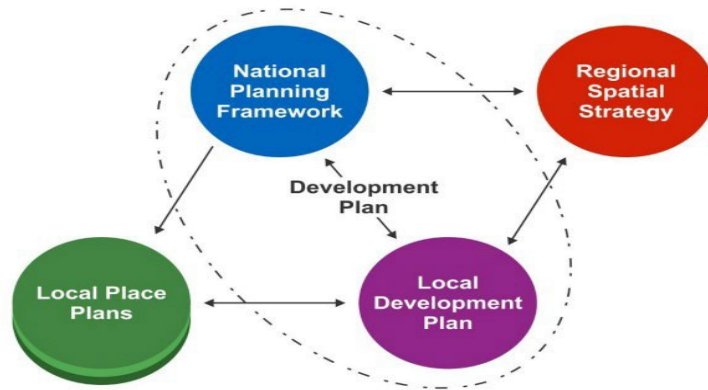 National
Planning
Framework
Regional
Spatial
Strategy
Development
Plan
Local Place
Plans
Local
Development
Plan